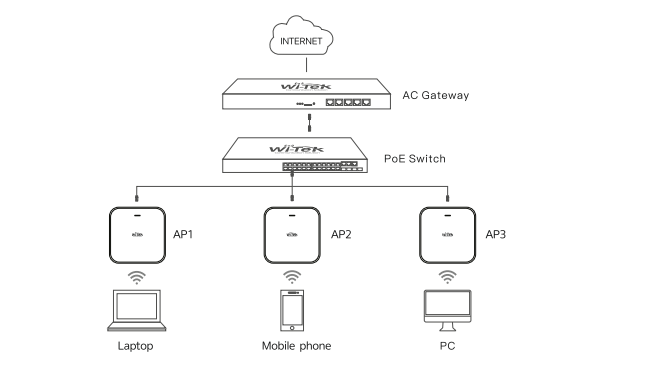 INTERNET
Wi-Tek
AC Gateway
Wi-Tek
PoE Switch
AP1
AP2
AP3
Laptop
Mobile phone
PC